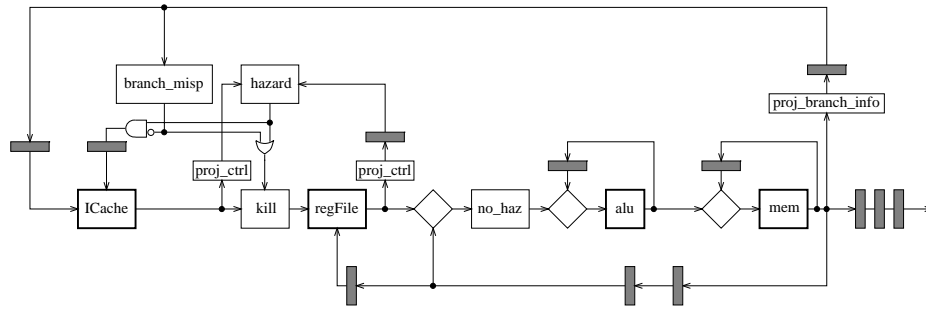 branch_misp
hazard
proj_branch_info
proj_ctrl
proj_ctrl
ICache
kill
regFile
no_haz
alu
mem